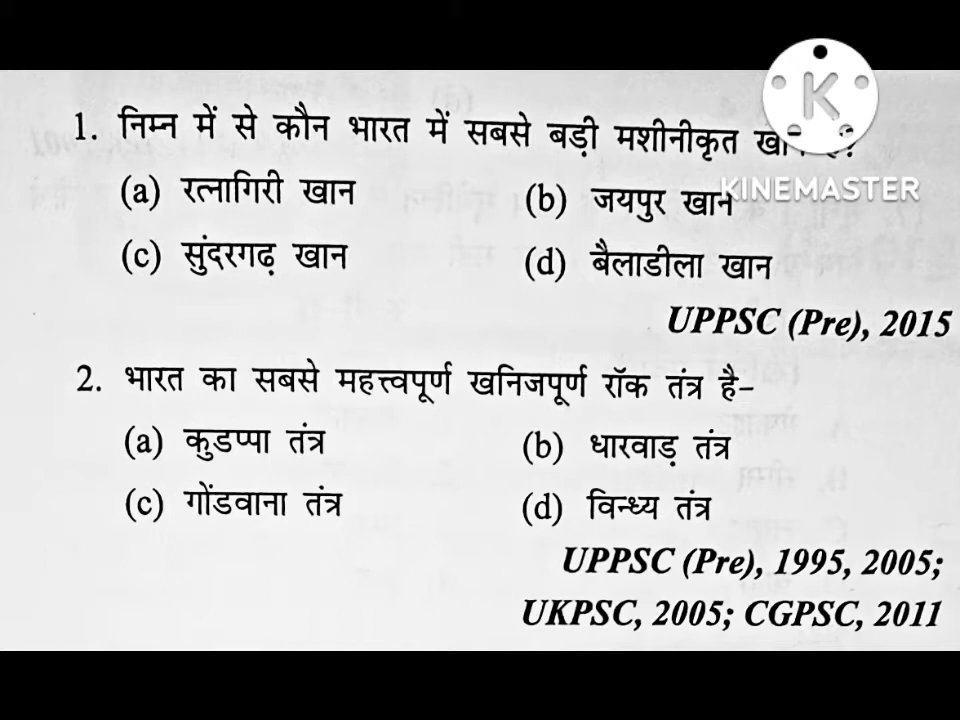 1. निम्न में से कौन भारत में सबसे बड़ी मशीनीकृत
(a) रत्नागिरी खान (b) जयपुर खान
(c) सुंदरगढ़ खान (d) बैलाडीला खान
UPPSC (Pre), 2015
2. भारत का सबसे महत्त्वपूर्ण खनिजपूर्ण रॉक तंत्र है-
(a) कुडप्पा तंत्र (b) धारवाड़ तंत्र
(c) गोंडवाना तंत्र (d) विन्ध्य तंत्र
UPPSC (Pre), 1995, 2005;
UKPSC, 2005; CGPSC, 2011
K
KINEMASTER